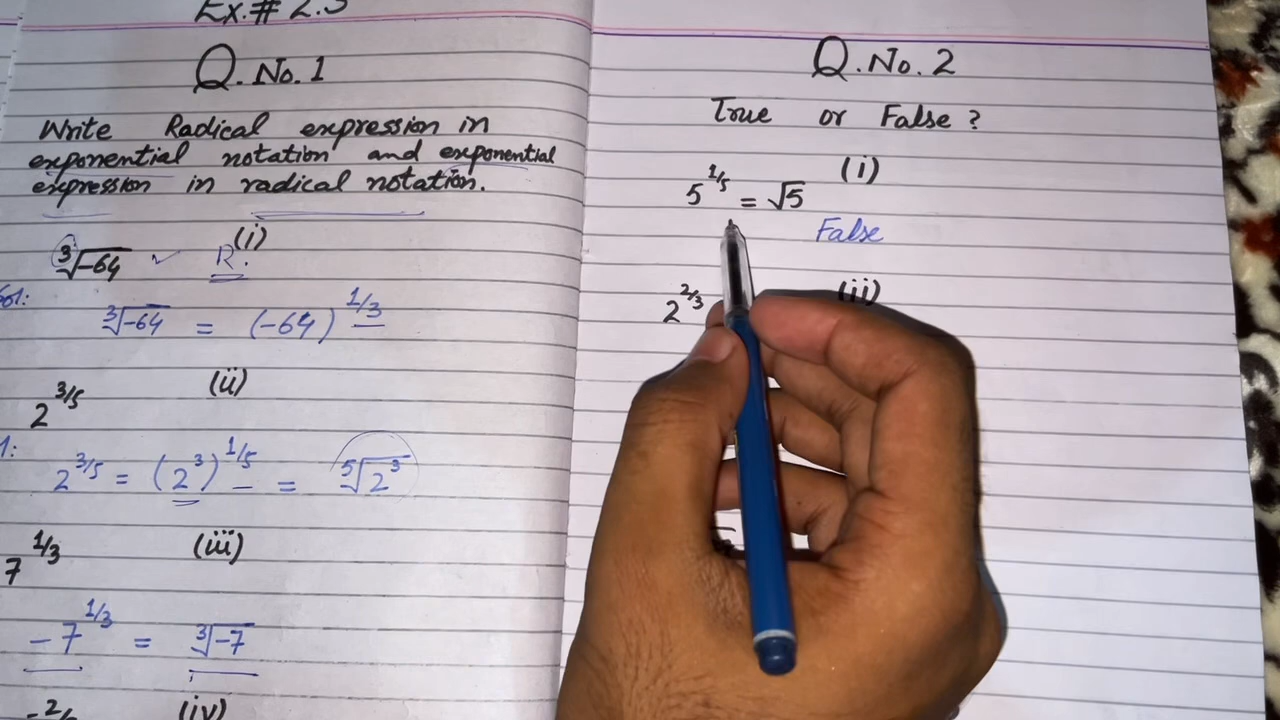 Ex.# 2.3
Q. No. 1
Write Radical expression in
exponential notation and exponential
expression in radical notation.
(i)
∛-64 ✓ R.
Sol:
∛-64 = (-64)^1/3
(ii)
2^3/5
2^3/5 = (2^3)^1/5 = ⁵√2^3
(iii)
7^1/3
-7^1/3 = ∛-7
(iv)
Q. No. 2
True or False ?
(i)
5^1/5 = √5
False
(ii)
2^2/3